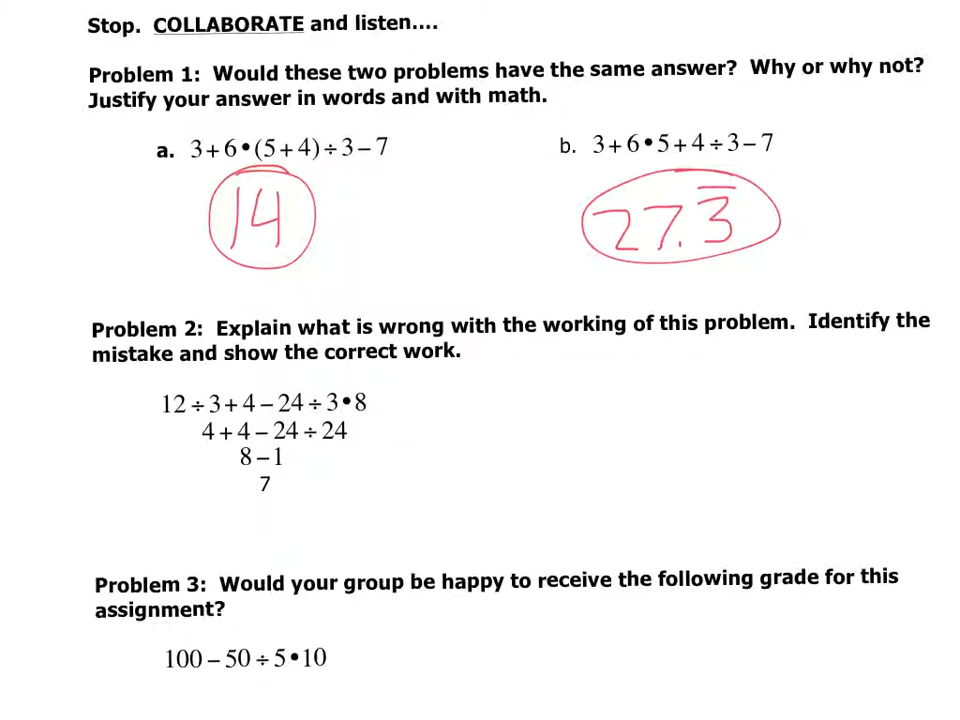 Stop. COLLABORATE and listen....
Problem 1: Would these two problems have the same answer? Why or why not?
Justify your answer in words and with math.
a. 3+6•(5+4)÷3–7
b. 3+6•5+4÷3–7
14
27.3̅
Problem 2: Explain what is wrong with the working of this problem. Identify the
mistake and show the correct work.
12÷3+4–24÷3•8
4+4–24÷24
8–1
7
Problem 3: Would your group be happy to receive the following grade for this
assignment?
100–50÷5•10